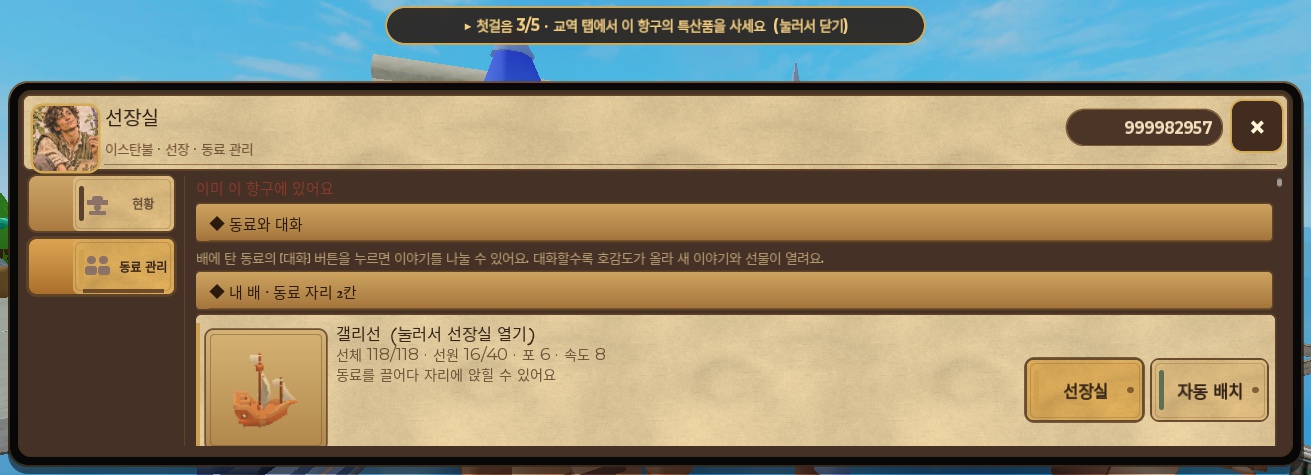 ▸ 첫걸음 3/5 · 교역 탭에서 이 항구의 특산품을 사세요 (눌러서 닫기)
선장실
이스탄불 · 선장 · 동료 관리
999982957
×
현황
동료 관리
이미 이 항구에 있어요
◆ 동료와 대화
배에 탄 동료의 [대화] 버튼을 누르면 이야기를 나눌 수 있어요. 대화할수록 호감도가 올라 새 이야기와 선물이 열려요.
◆ 내 배 · 동료 자리 2칸
갤리선 (눌러서 선장실 열기)
선체 118/118 · 선원 16/40 · 포 6 · 속도 8
동료를 끌어다 자리에 앉힐 수 있어요
선장실
자동 배치